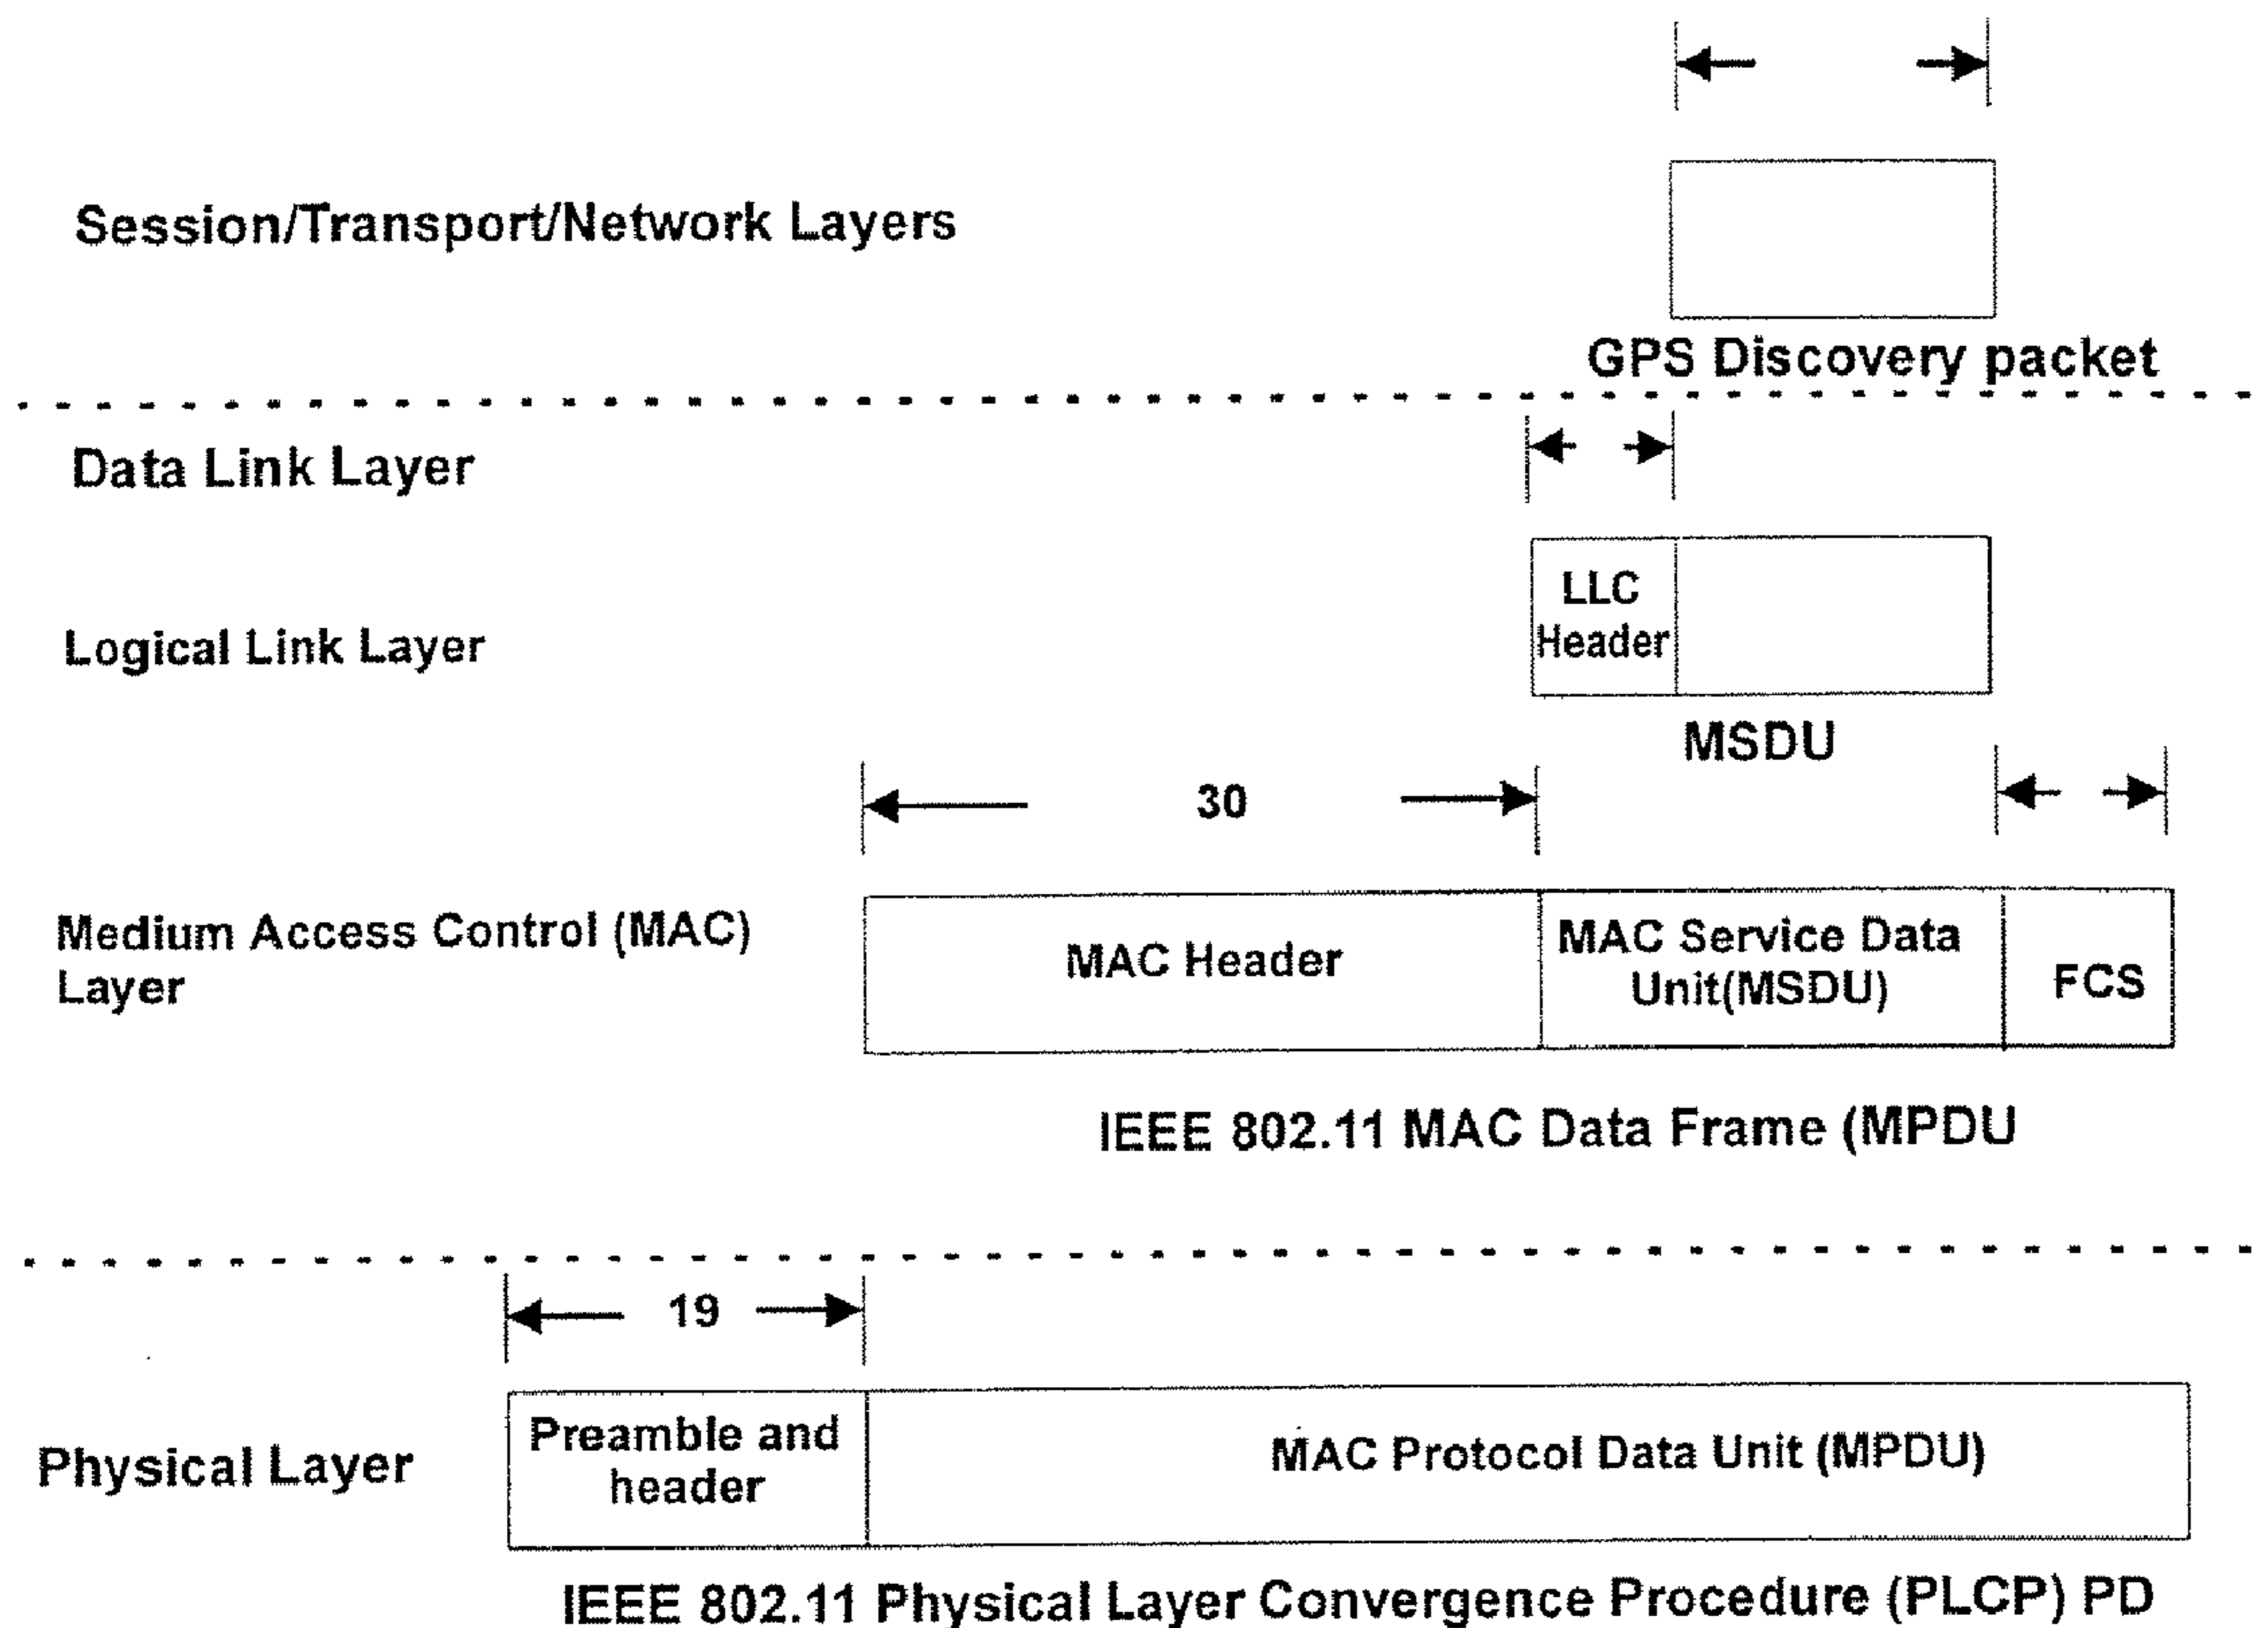 Session/Transport/Network Layers
GPS Discovery packet
Data Link Layer
LLC
Header
Logical Link Layer
MSDU
30
Medium Access Control (MAC)
Layer
MAC Header
MAC Service Data
Unit(MSDU)
FCS
IEEE 802.11 MAC Data Frame (MPDU
19
Physical Layer
Preamble and
header
MAC Protocol Data Unit (MPDU)
IEEE 802.11 Physical Layer Convergence Procedure (PLCP) PD